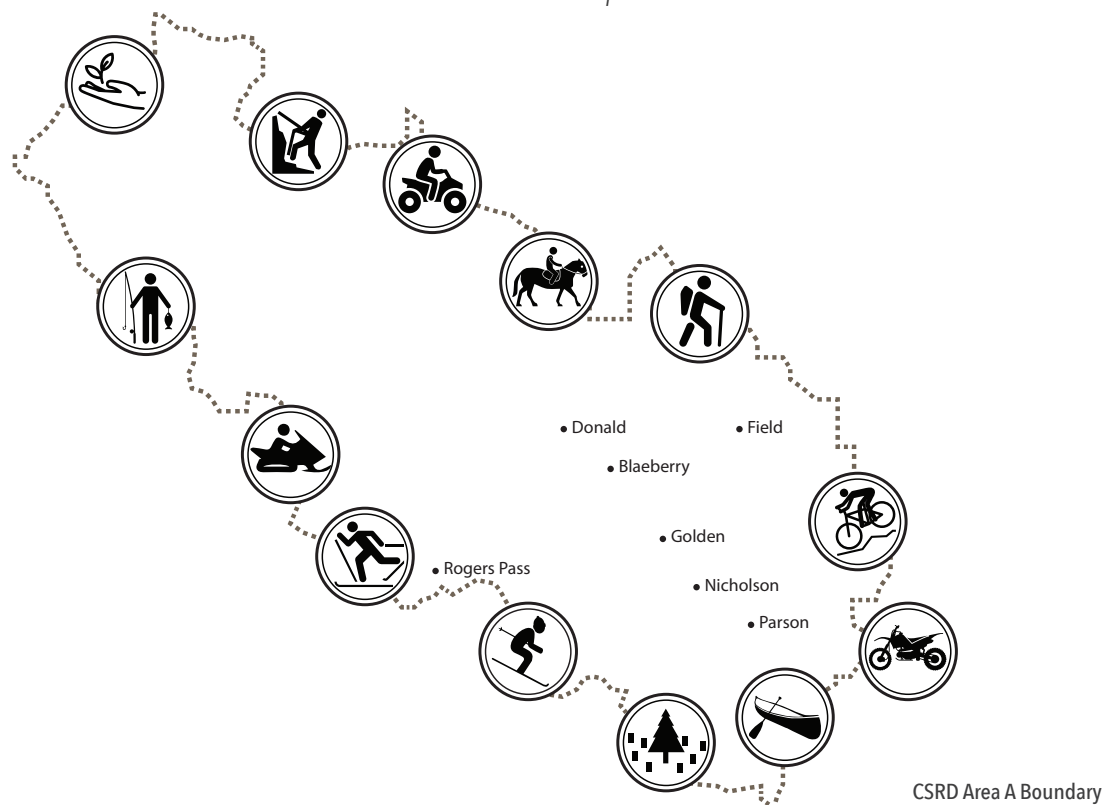 Donald
Field
Blaeberry
Golden
Rogers Pass
Nicholson
Parson
CSRD Area A Boundary